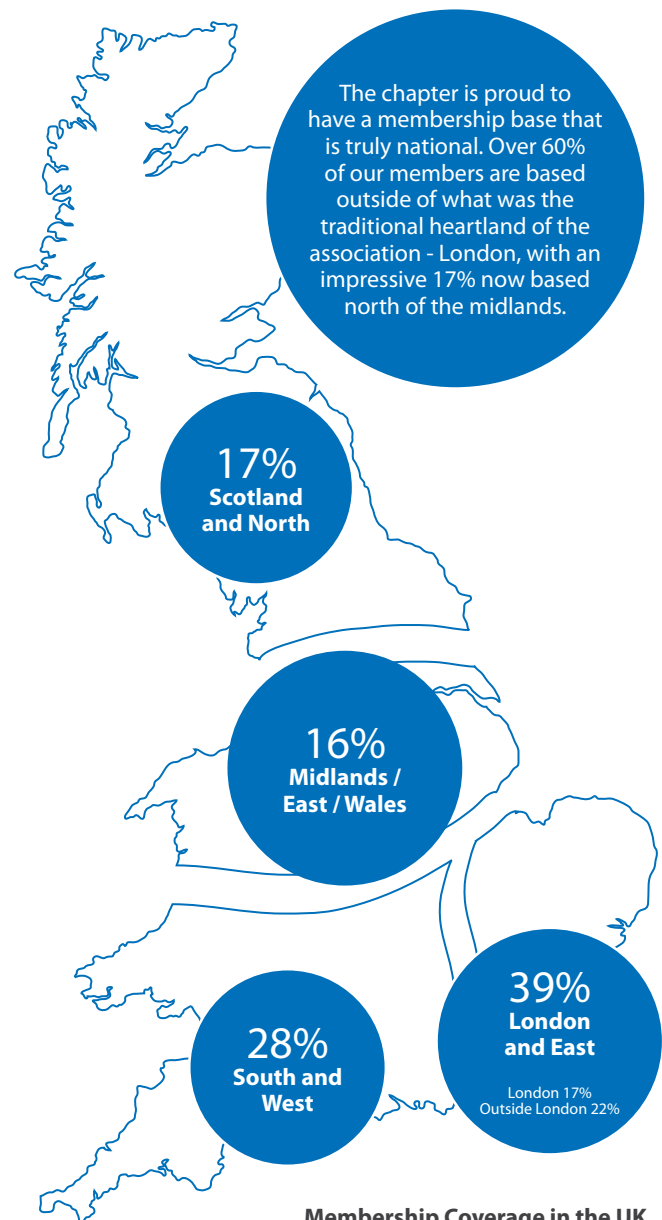 The chapter is proud to
have a membership base that
is truly national. Over 60%
of our members are based
outside of what was the
traditional heartland of the
association - London, with an
impressive 17% now based
north of the midlands.
17%
Scotland
and North
16%
Midlands /
East / Wales
39%
London
and East
London 17%
Outside London 22%
28%
South and
West
Membership Coverage in the UK